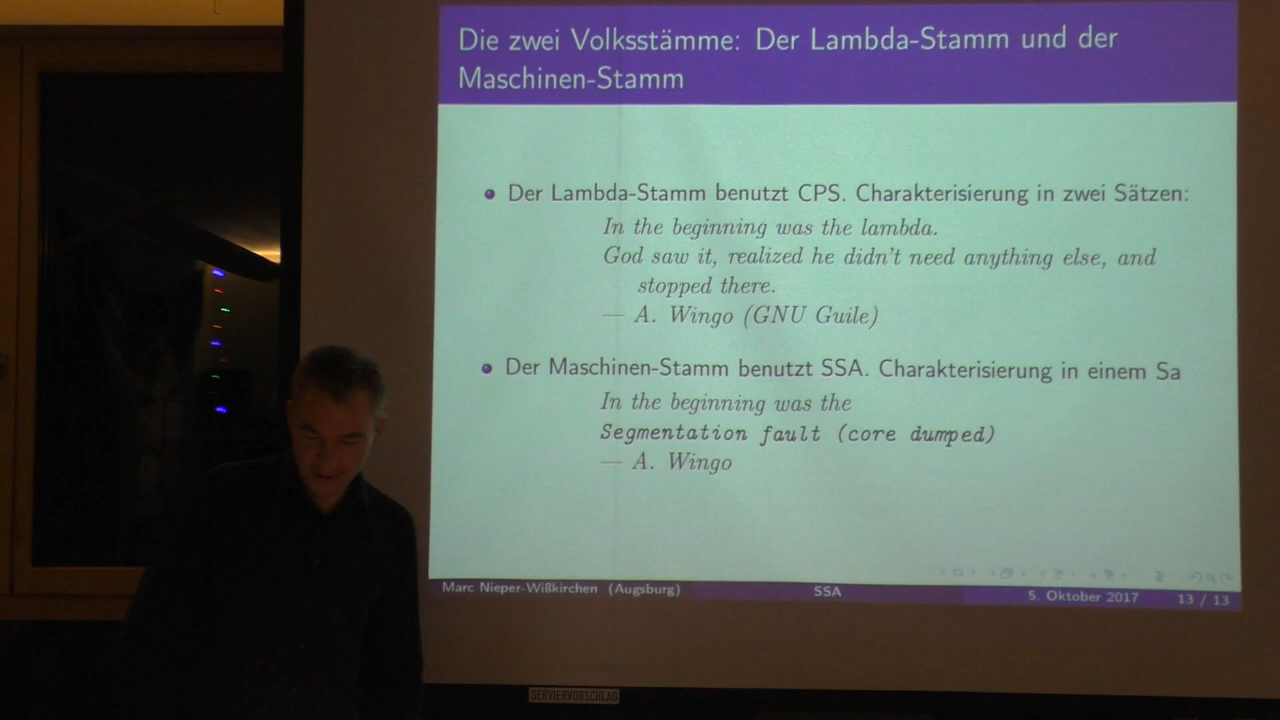 Die zwei Volksstämme: Der Lambda-Stamm und der
Maschinen-Stamm
Der Lambda-Stamm benutzt CPS. Charakterisierung in zwei Sätzen:
In the beginning was the lambda.
God saw it, realized he didn't need anything else, and
stopped there.
— A. Wingo (GNU Guile)
Der Maschinen-Stamm benutzt SSA. Charakterisierung in einem Sa
In the beginning was the
Segmentation fault (core dumped)
— A. Wingo
Marc Nieper-Wißkirchen (Augsburg) SSA 5. Oktober 2017 13 / 13
SERVIERVORSCHLAG